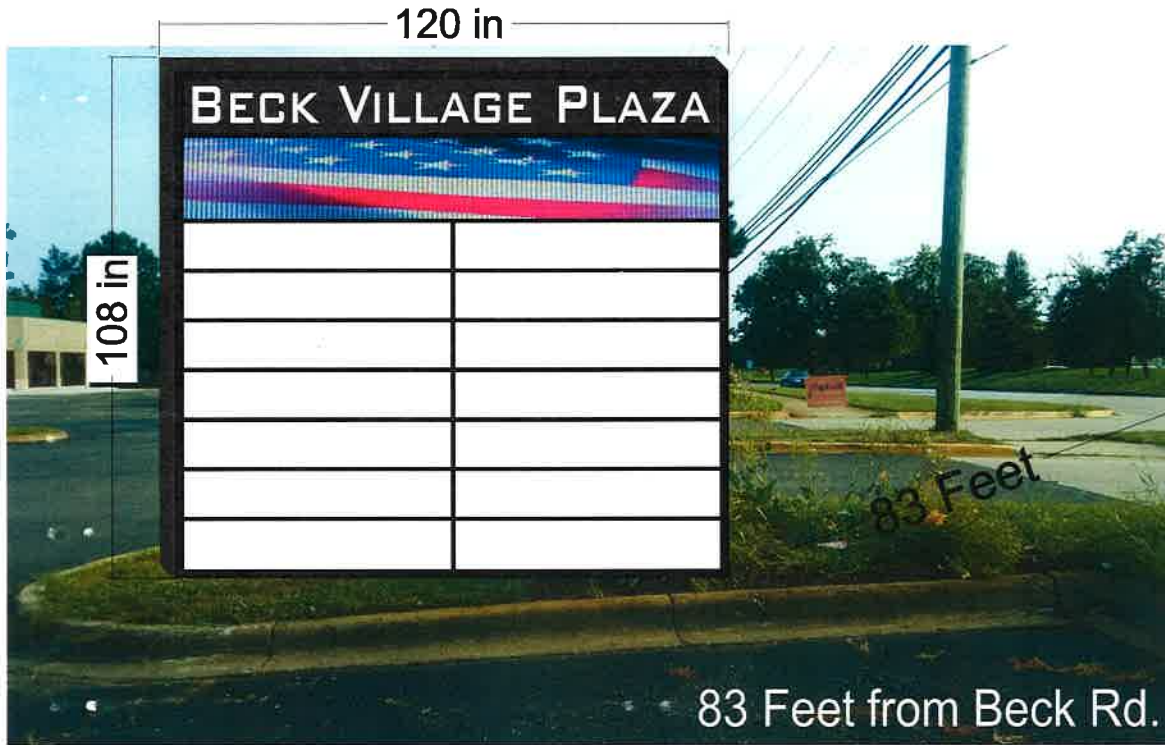 120 in
BECK VILLAGE PLAZA
108 in
83 Feet
83 Feet from Beck Rd.